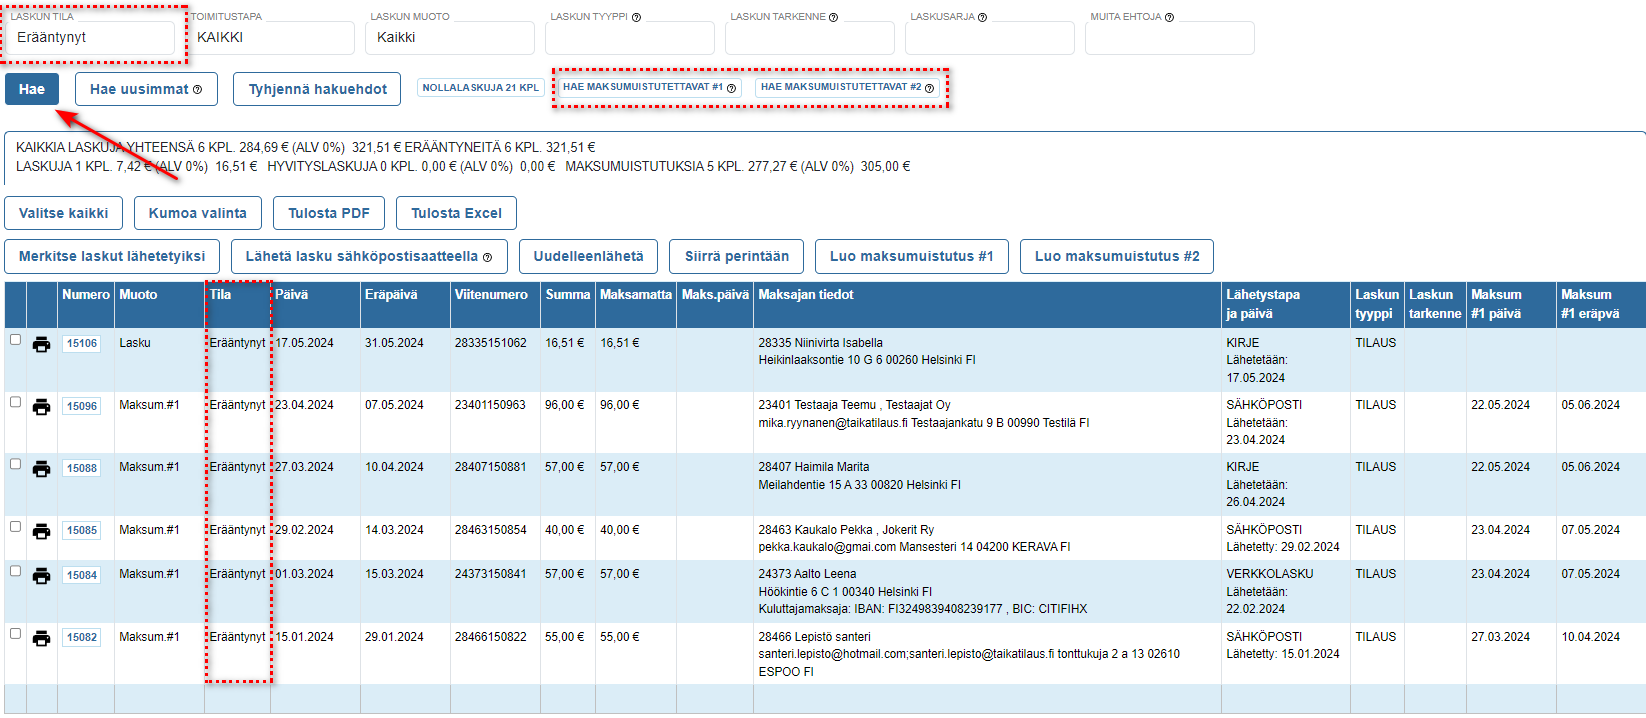 LASKUN TILA TOIMITUSTAPA LASKUN MUOTO LASKUN TYYPPI ? LASKUN TARKENNE ? LASKUSARJA ? MUITA EHTOJA ?
Erääntynyt KAIKKI Kaikki
Hae Hae uusimmat ? Tyhjennä hakuehdot NOLLALASKUJA 21 KPL HAE MAKSUMUISTUTETTAVAT #1 ? HAE MAKSUMUISTUTETTAVAT #2 ?
KAIKKIA LASKUJA YHTEENSÄ 6 KPL. 284,69 € (ALV 0%) 321,51 € ERÄÄNTYNEITÄ 6 KPL. 321,51 €
LASKUJA 1 KPL. 7,42 € (ALV 0%) 16,51 € HYVITYSLASKUJA 0 KPL. 0,00 € (ALV 0%) 0,00 € MAKSUMUISTUTUKSIA 5 KPL. 277,27 € (ALV 0%) 305,00 €
Valitse kaikki Kumoa valinta Tulosta PDF Tulosta Excel
Merkitse laskut lähetetyiksi Lähetä lasku sähköpostisaatteella ? Uudelleenlähetä Siirrä perintään Luo maksumuistutus #1 Luo maksumuistutus #2
Numero Muoto Tila Päivä Eräpäivä Viitenumero Summa Maksamatta Maks.päivä Maksajan tiedot Lähetystapa Laskun Laskun Maksum Maksum
ja päivä tyyppi tarkenne #1 päivä #1 eräpvä
15106 Lasku Erääntynyt 17.05.2024 31.05.2024 28335151062 16,51 € 16,51 € 28335 Niinivirta Isabella KIRJE TILAUS
Heikinlaaksontie 10 G 6 00260 Helsinki FI Lähetetään:
17.05.2024
15096 Maksum.#1 Erääntynyt 23.04.2024 07.05.2024 23401150963 96,00 € 96,00 € 23401 Testaaja Teemu , Testaajat Oy SÄHKÖPOSTI TILAUS 22.05.2024 05.06.2024
mika.ryynanen@taikatilaus.fi Testaajankatu 9 B 00990 Testilä FI Lähetetään:
23.04.2024
15088 Maksum.#1 Erääntynyt 27.03.2024 10.04.2024 28407150881 57,00 € 57,00 € 28407 Haimila Marita KIRJE TILAUS 22.05.2024 05.06.2024
Meilahdentie 15 A 33 00820 Helsinki FI Lähetetään:
26.04.2024
15085 Maksum.#1 Erääntynyt 29.02.2024 14.03.2024 28463150854 40,00 € 40,00 € 28463 Kaukalo Pekka , Jokerit Ry SÄHKÖPOSTI TILAUS 23.04.2024 07.05.2024
pekka.kaukalo@gmai.com Mansesteri 14 04200 KERAVA FI Lähetetty: 29.02.2024
15084 Maksum.#1 Erääntynyt 01.03.2024 15.03.2024 24373150841 57,00 € 57,00 € 24373 Aalto Leena VERKKOLASKU TILAUS 23.04.2024 07.05.2024
Höökintie 6 C 1 00340 Helsinki FI Lähetetään:
Kuluttajamaksaja: IBAN: FI3249839408239177 , BIC: CITIFIHX 22.02.2024
15082 Maksum.#1 Erääntynyt 15.01.2024 29.01.2024 28466150822 55,00 € 55,00 € 28466 Lepistö santeri SÄHKÖPOSTI TILAUS 27.03.2024 10.04.2024
santeri.lepisto@hotmail.com;santeri.lepisto@taikatilaus.fi tonttukuja 2 a 13 02610 Lähetetty: 15.01.2024
ESPOO FI